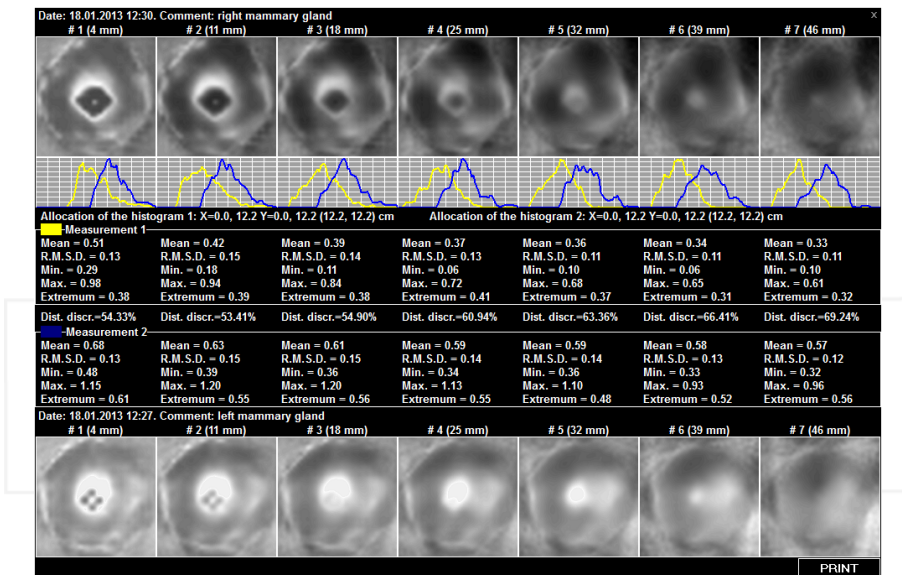 Date: 18.01.2013 12:30. Comment: right mammary gland x
# 1 (4 mm) # 2 (11 mm) # 3 (18 mm) # 4 (25 mm) # 5 (32 mm) # 6 (39 mm) # 7 (46 mm)
Allocation of the histogram 1: X=0.0, 12.2 Y=0.0, 12.2 (12.2, 12.2) cm Allocation of the histogram 2: X=0.0, 12.2 Y=0.0, 12.2 (12.2, 12.2) cm
Measurement 1
Mean = 0.51 Mean = 0.42 Mean = 0.39 Mean = 0.37 Mean = 0.36 Mean = 0.34 Mean = 0.33
R.M.S.D. = 0.13 R.M.S.D. = 0.15 R.M.S.D. = 0.14 R.M.S.D. = 0.13 R.M.S.D. = 0.11 R.M.S.D. = 0.11 R.M.S.D. = 0.11
Min. = 0.29 Min. = 0.18 Min. = 0.11 Min. = 0.06 Min. = 0.10 Min. = 0.06 Min. = 0.10
Max. = 0.98 Max. = 0.94 Max. = 0.84 Max. = 0.72 Max. = 0.68 Max. = 0.65 Max. = 0.61
Extremum = 0.38 Extremum = 0.39 Extremum = 0.38 Extremum = 0.41 Extremum = 0.37 Extremum = 0.31 Extremum = 0.32
Dist. discr.=54.33% Dist. discr.=53.41% Dist. discr.=54.90% Dist. discr.=60.94% Dist. discr.=63.36% Dist. discr.=66.41% Dist. discr.=69.24%
Measurement 2
Mean = 0.68 Mean = 0.63 Mean = 0.61 Mean = 0.59 Mean = 0.59 Mean = 0.58 Mean = 0.57
R.M.S.D. = 0.13 R.M.S.D. = 0.15 R.M.S.D. = 0.15 R.M.S.D. = 0.14 R.M.S.D. = 0.14 R.M.S.D. = 0.13 R.M.S.D. = 0.12
Min. = 0.48 Min. = 0.39 Min. = 0.36 Min. = 0.34 Min. = 0.36 Min. = 0.33 Min. = 0.32
Max. = 1.15 Max. = 1.20 Max. = 1.20 Max. = 1.13 Max. = 1.10 Max. = 0.93 Max. = 0.96
Extremum = 0.61 Extremum = 0.55 Extremum = 0.56 Extremum = 0.55 Extremum = 0.48 Extremum = 0.52 Extremum = 0.56
Date: 18.01.2013 12:27. Comment: left mammary gland
# 1 (4 mm) # 2 (11 mm) # 3 (18 mm) # 4 (25 mm) # 5 (32 mm) # 6 (39 mm) # 7 (46 mm)
PRINT